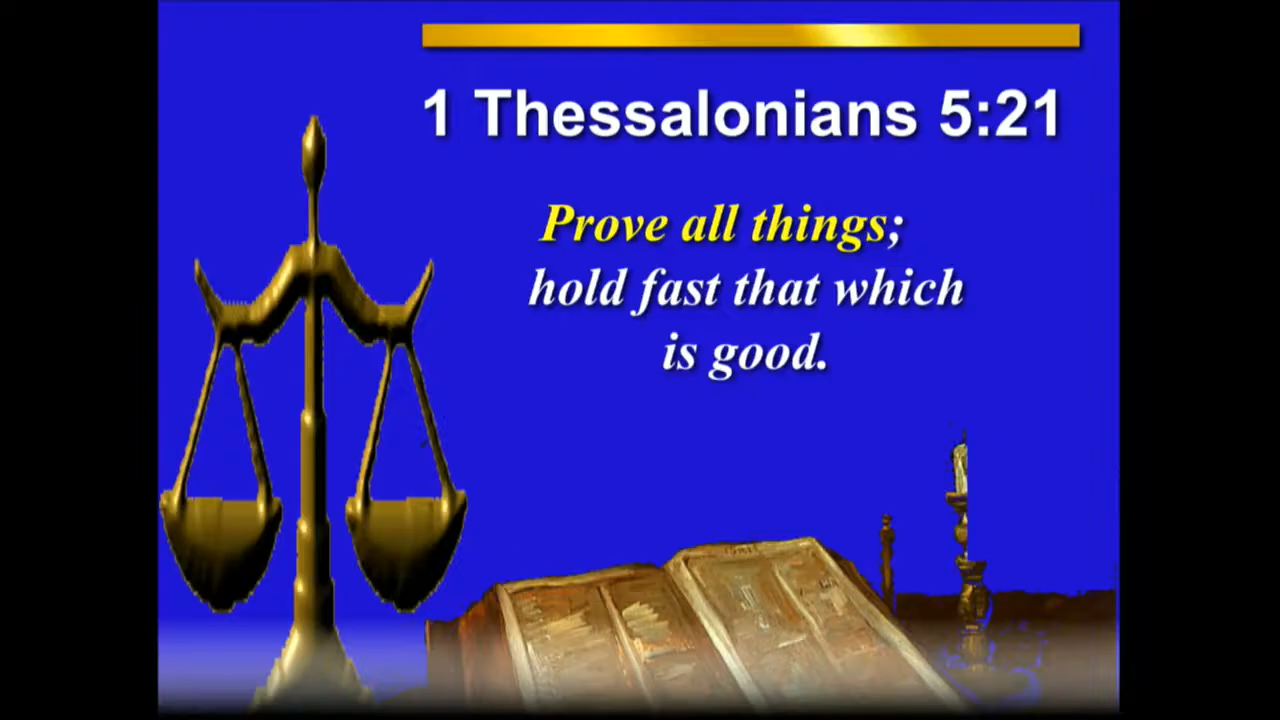 1 Thessalonians 5:21
Prove all things;
hold fast that which
is good.